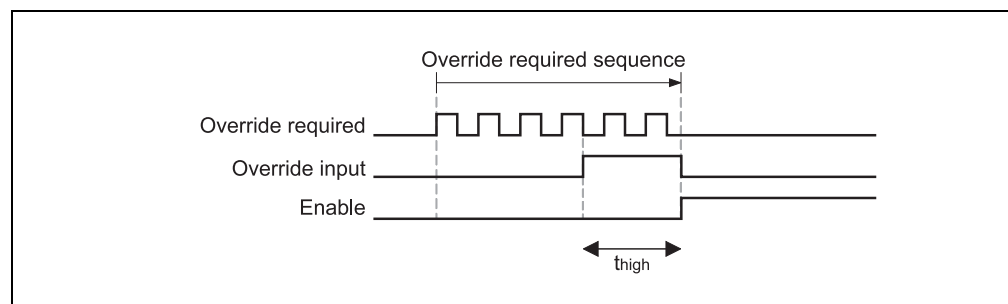 Override required sequence
Override required
Override input
Enable
thigh